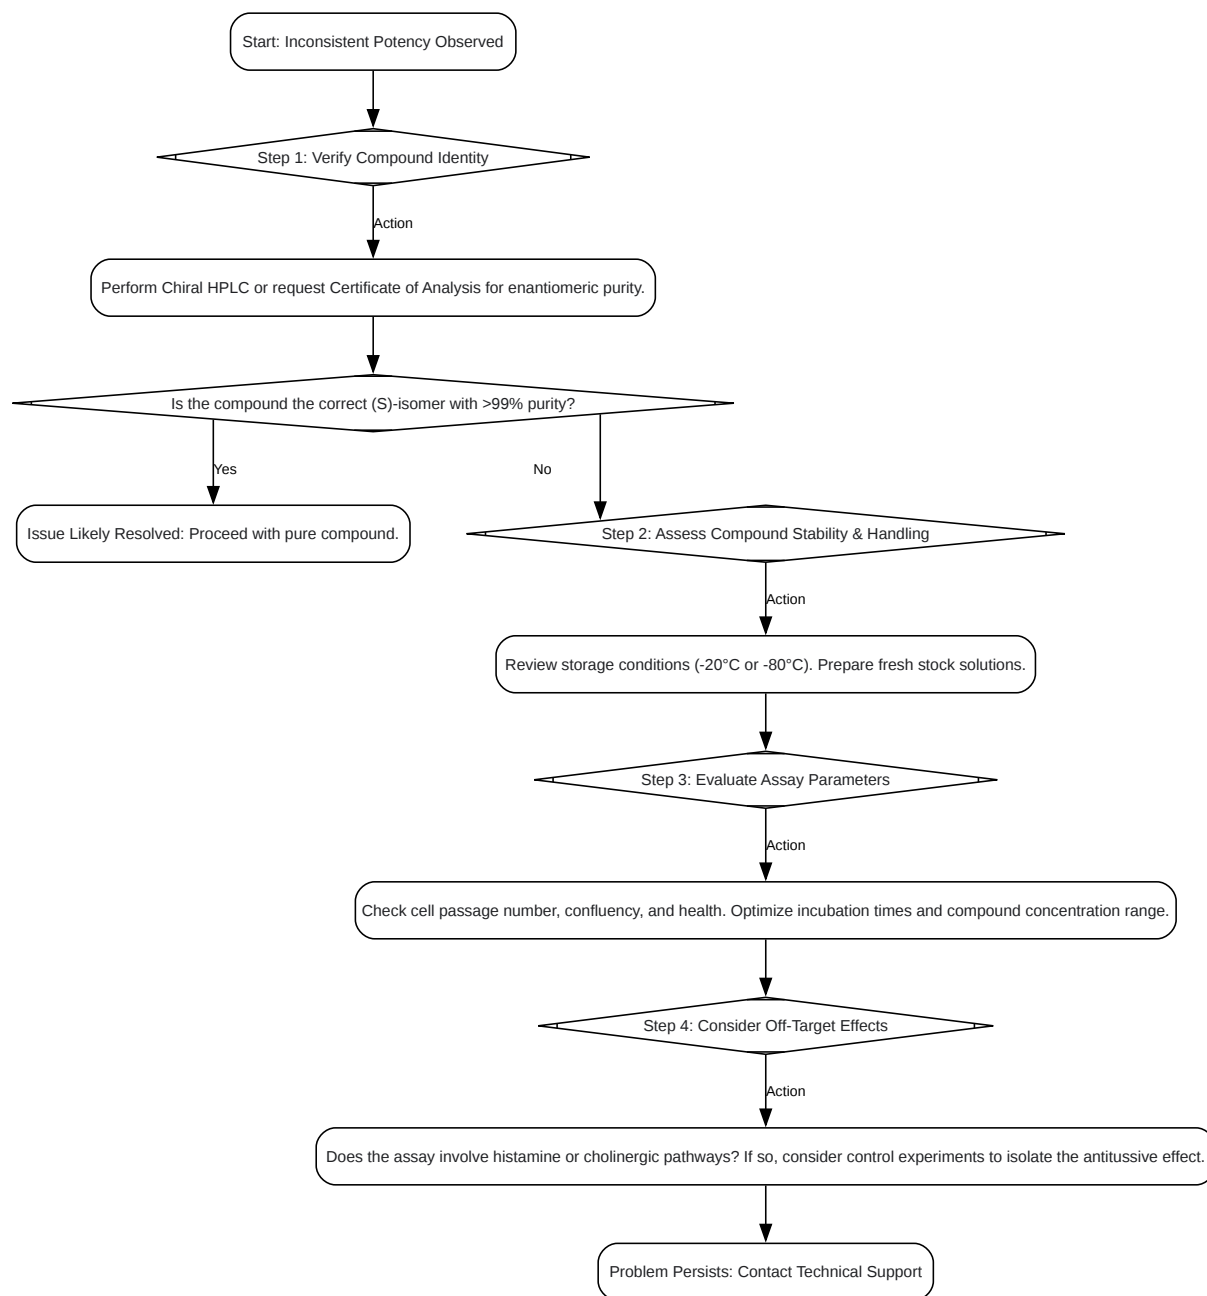 Start: Inconsistent Potency Observed
Step 1: Verify Compound Identity
Action
Perform Chiral HPLC or request Certificate of Analysis for enantiomeric purity.
Is the compound the correct (S)-isomer with >99% purity?
Yes
No
Issue Likely Resolved: Proceed with pure compound.
Step 2: Assess Compound Stability & Handling
Action
Review storage conditions (-20°C or -80°C). Prepare fresh stock solutions.
Step 3: Evaluate Assay Parameters
Action
Check cell passage number, confluency, and health. Optimize incubation times and compound concentration range.
Step 4: Consider Off-Target Effects
Action
Does the assay involve histamine or cholinergic pathways? If so, consider control experiments to isolate the antitussive effect.
Problem Persists: Contact Technical Support